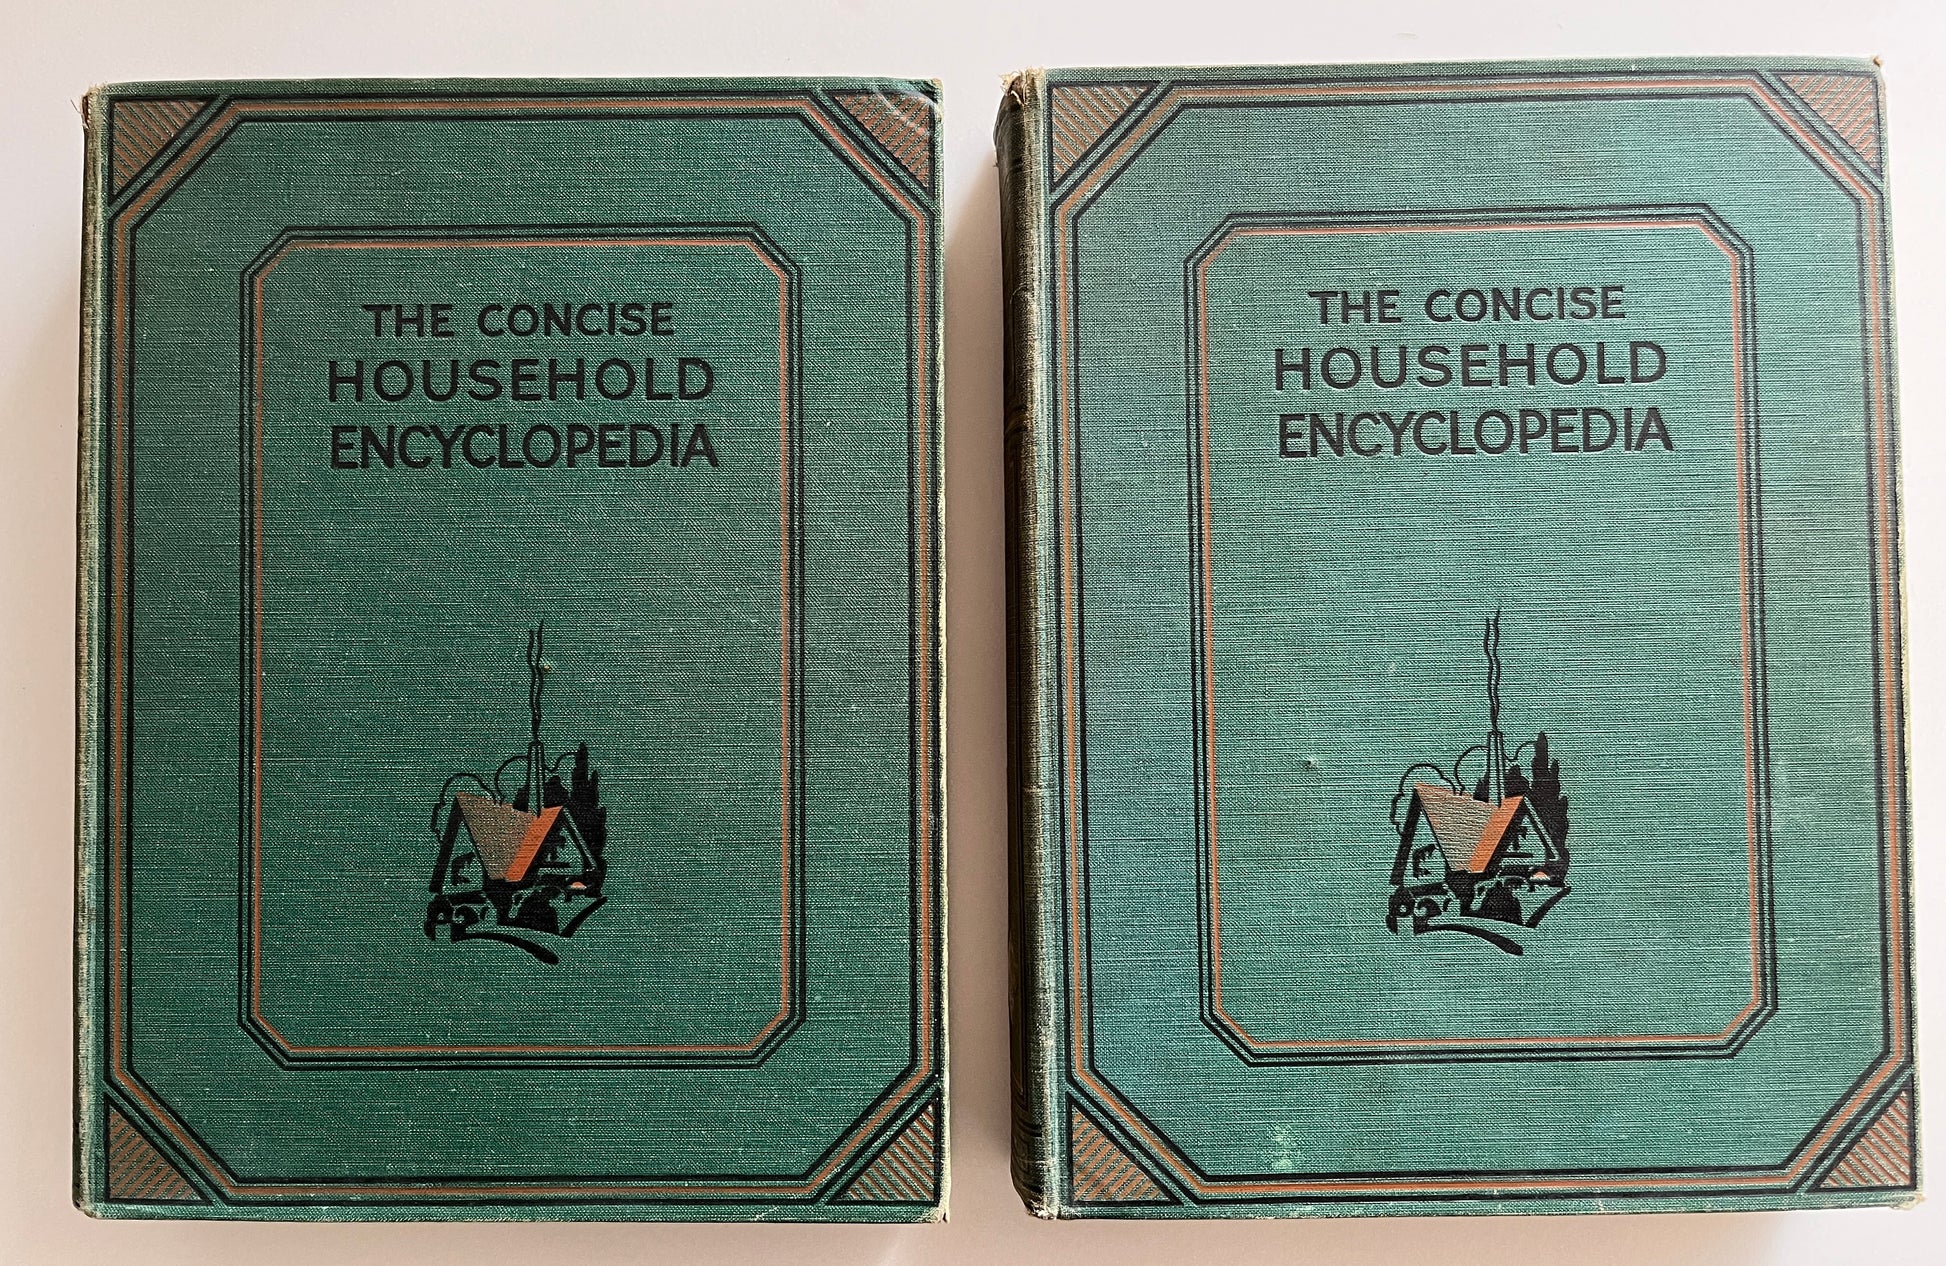 THE CONCISE
HOUSEHOLD
ENCYCLOPEDIA
THE CONCISE
HOUSEHOLD
ENCYCLOPEDIA